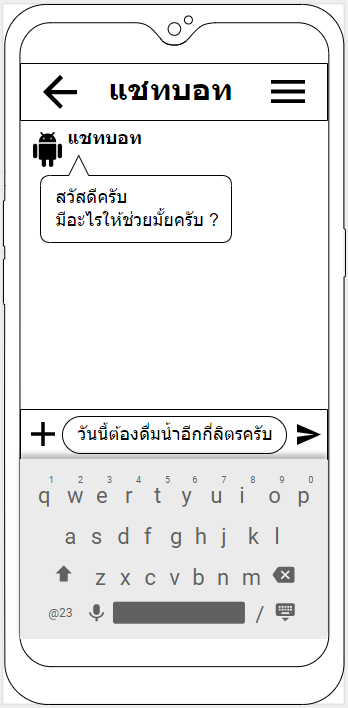 แชทบอท
แชทบอท
สวัสดีครับ
มีอะไรให้ช่วยมั้ยครับ ?
วันนี้ต้องดื่มน้ำอีกกี่ลิตรครับ
1 2 3 4 5 6 7 8 9 0
q w e r t y u i o p
a s d f g h j k l
z x c v b n m
@23 /